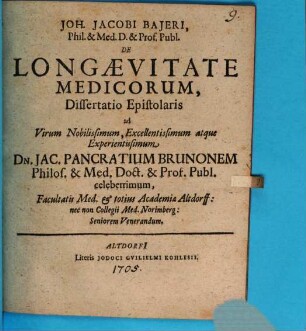 9.
JOH. JACOBI BAJERI,
Phil. & Med. D. & Prof. Publ.
DE
LONGÆVITATE
MEDICORUM,
Dissertatio Epistolaris
ad
Virum Nobilissimum, Excellentissimum atque
Experientissimum
DN. JAC. PANCRATIUM BRUNONEM
Philos. & Med. Doct. & Prof. Publ.
celeberrimum,
Facultatis Med. & totius Academiæ Altdorff:
nec non Collegii Med. Norimberg:
Seniorem Venerandum.
ALTDORFI
Literis JODOCI GVILIELMI KOHLESII,
1705.